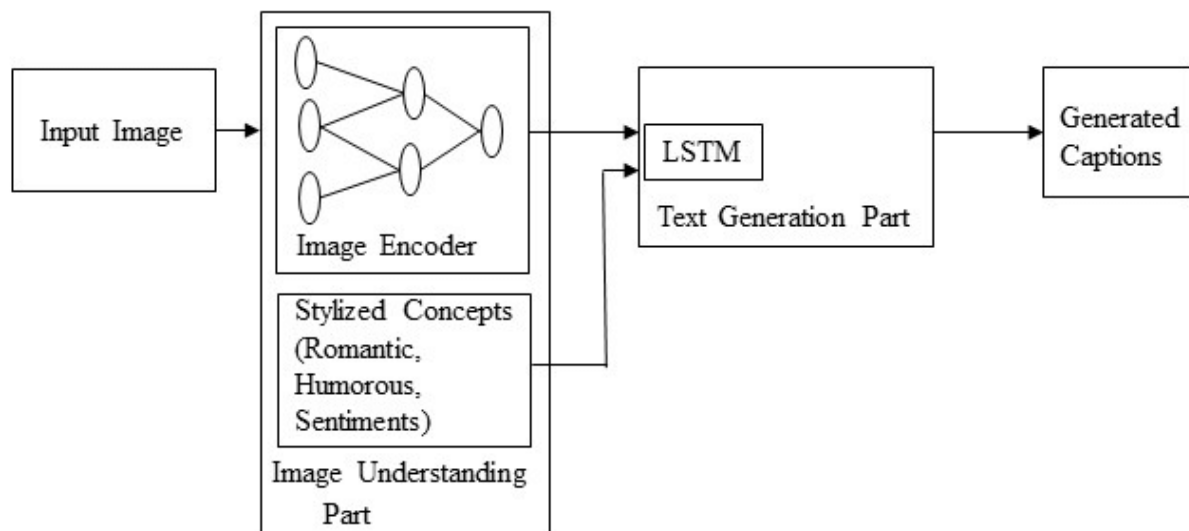 Input Image
Image Encoder
Stylized Concepts
(Romantic,
Humorous,
Sentiments)
Image Understanding
Part
LSTM
Text Generation Part
Generated
Captions